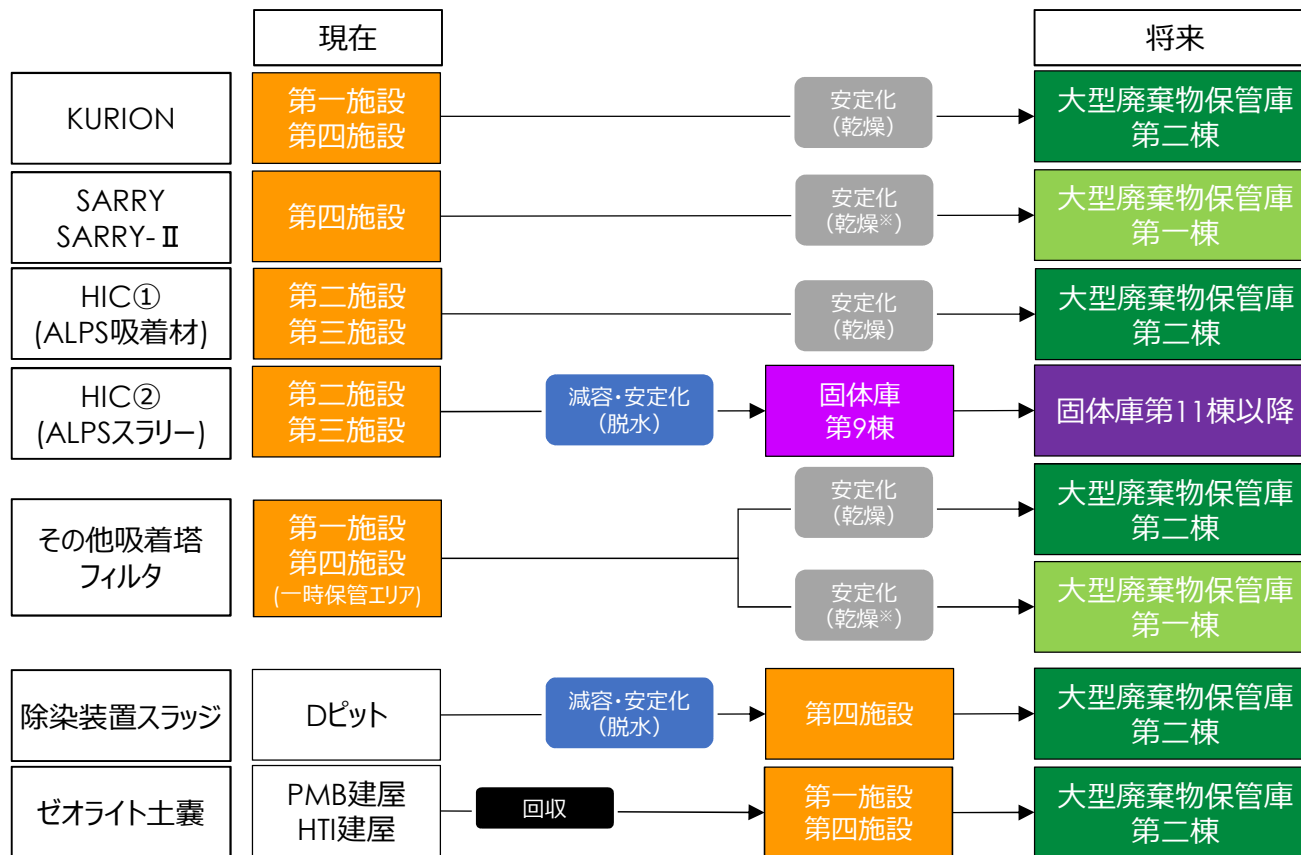 現在
将来
KURION
第一施設
第四施設
安定化
(乾燥)
大型廃棄物保管庫
第二棟
SARRY
SARRY-Ⅱ
第四施設
安定化
(乾燥※)
大型廃棄物保管庫
第一棟
HIC①
(ALPS吸着材)
第二施設
第三施設
安定化
(乾燥)
大型廃棄物保管庫
第二棟
HIC②
(ALPSスラリー)
第二施設
第三施設
減容・安定化
(脱水)
固体庫
第9棟
固体庫第11棟以降
その他吸着塔
フィルタ
第一施設
第四施設
(一時保管エリア)
安定化
(乾燥)
大型廃棄物保管庫
第二棟
安定化
(乾燥※)
大型廃棄物保管庫
第一棟
除染装置スラッジ
Dピット
減容・安定化
(脱水)
第四施設
大型廃棄物保管庫
第二棟
ゼオライト土嚢
PMB建屋
HTI建屋
回収
第一施設
第四施設
大型廃棄物保管庫
第二棟